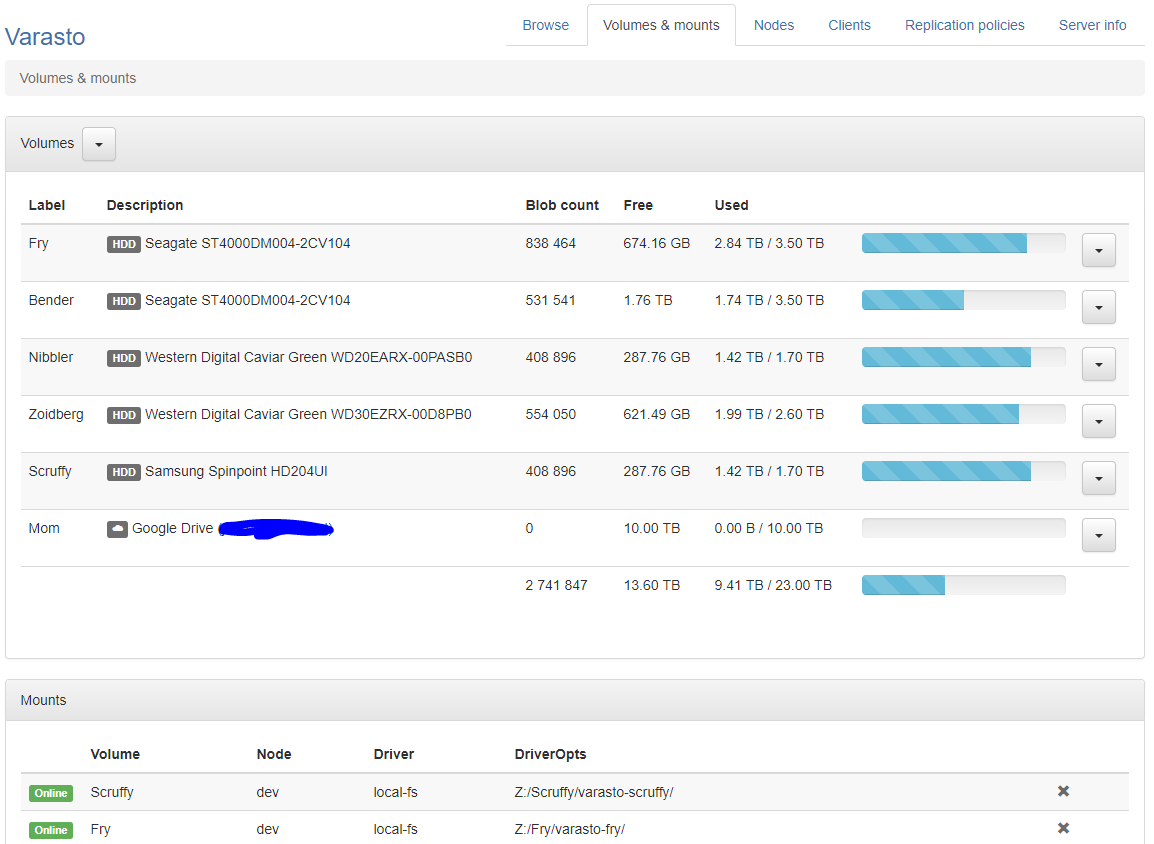 Varasto
Browse Volumes & mounts Nodes Clients Replication policies Server info
Volumes & mounts
Volumes
Label Description Blob count Free Used
Fry HDD Seagate ST4000DM004-2CV104 838 464 674.16 GB 2.84 TB / 3.50 TB
Bender HDD Seagate ST4000DM004-2CV104 531 541 1.76 TB 1.74 TB / 3.50 TB
Nibbler HDD Western Digital Caviar Green WD20EARX-00PASB0 408 896 287.76 GB 1.42 TB / 1.70 TB
Zoidberg HDD Western Digital Caviar Green WD30EZRX-00D8PB0 554 050 621.49 GB 1.99 TB / 2.60 TB
Scruffy HDD Samsung Spinpoint HD204UI 408 896 287.76 GB 1.42 TB / 1.70 TB
Mom Google Drive 0 10.00 TB 0.00 B / 10.00 TB
2 741 847 13.60 TB 9.41 TB / 23.00 TB
Mounts
Volume Node Driver DriverOpts
Online Scruffy dev local-fs Z:/Scruffy/varasto-scruffy/
Online Fry dev local-fs Z:/Fry/varasto-fry/